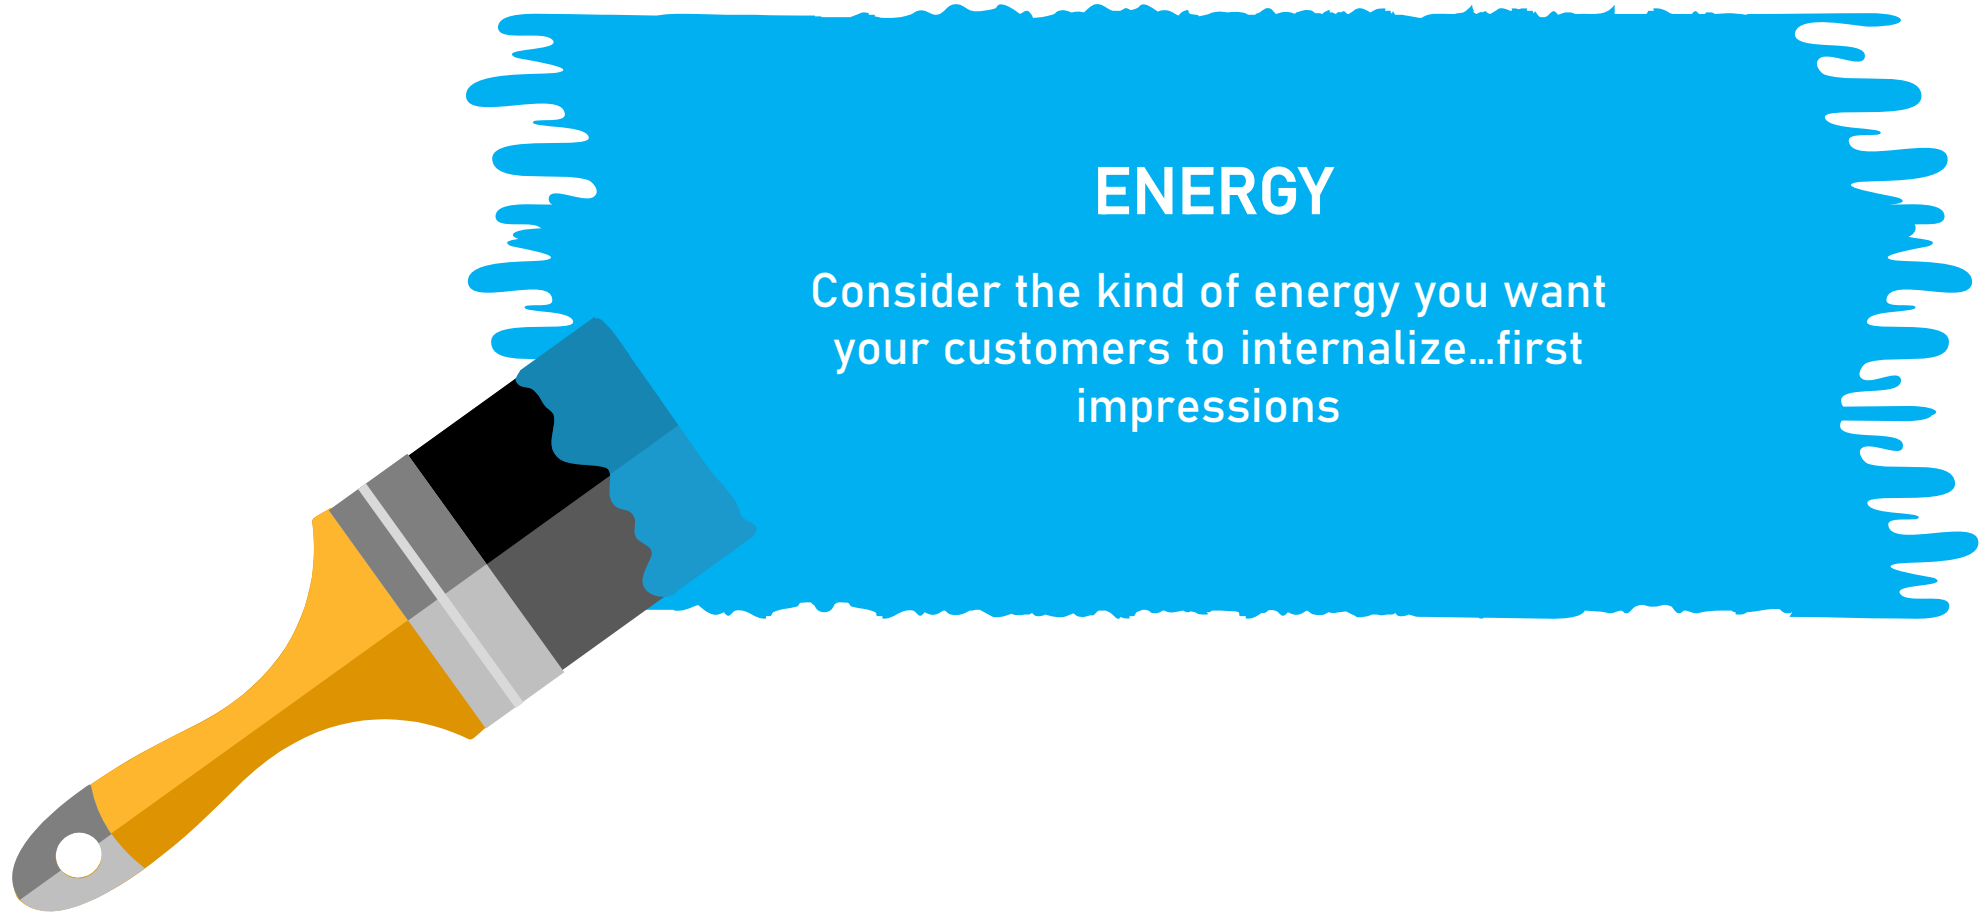 ENERGY
Consider the kind of energy you want
your customers to internalize...first
impressions